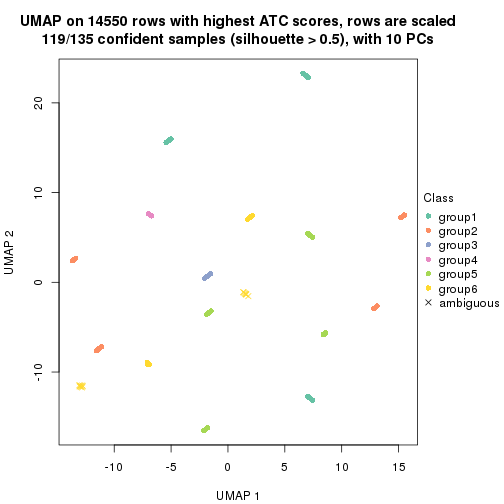 UMAP on 14550 rows with highest ATC scores, rows are scaled
119/135 confident samples (silhouette > 0.5), with 10 PCs
20
10
0
-10
UMAP 2
-10
-5
0
5
10
15
UMAP 1
Class
group1
group2
group3
group4
group5
group6
ambiguous